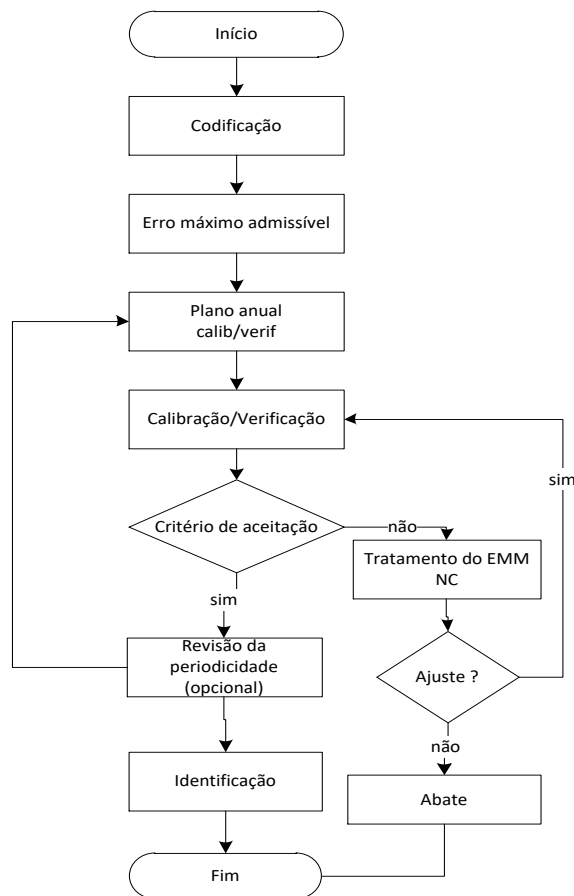 Início
Codificação
Erro máximo admissível
Plano anual
calib/verif
Calibração/Verificação
sim
Critério de aceitação
não
Tratamento do EMM
NC
sim
Revisão da
periodicidade
(opcional)
Ajuste ?
não
Identificação
Abate
Fim